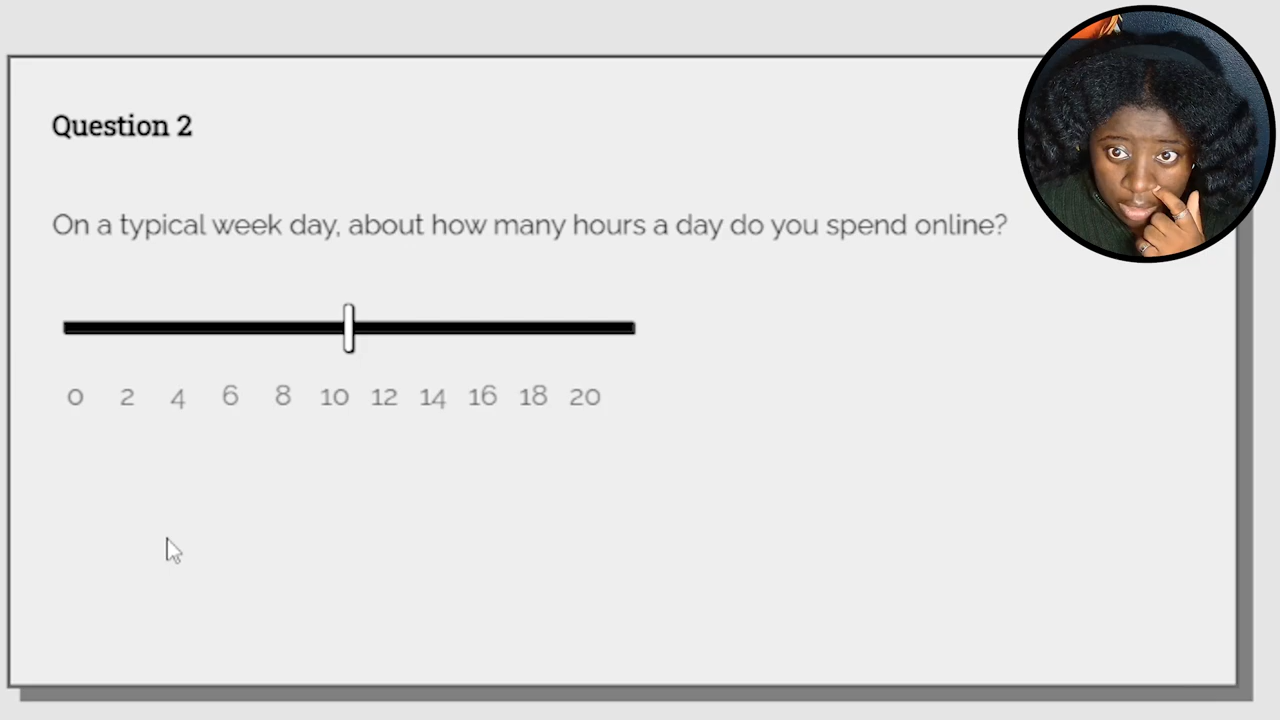 Question 2
On a typical week day, about how many hours a day do you spend online?
0 2 4 6 8 10 12 14 16 18 20